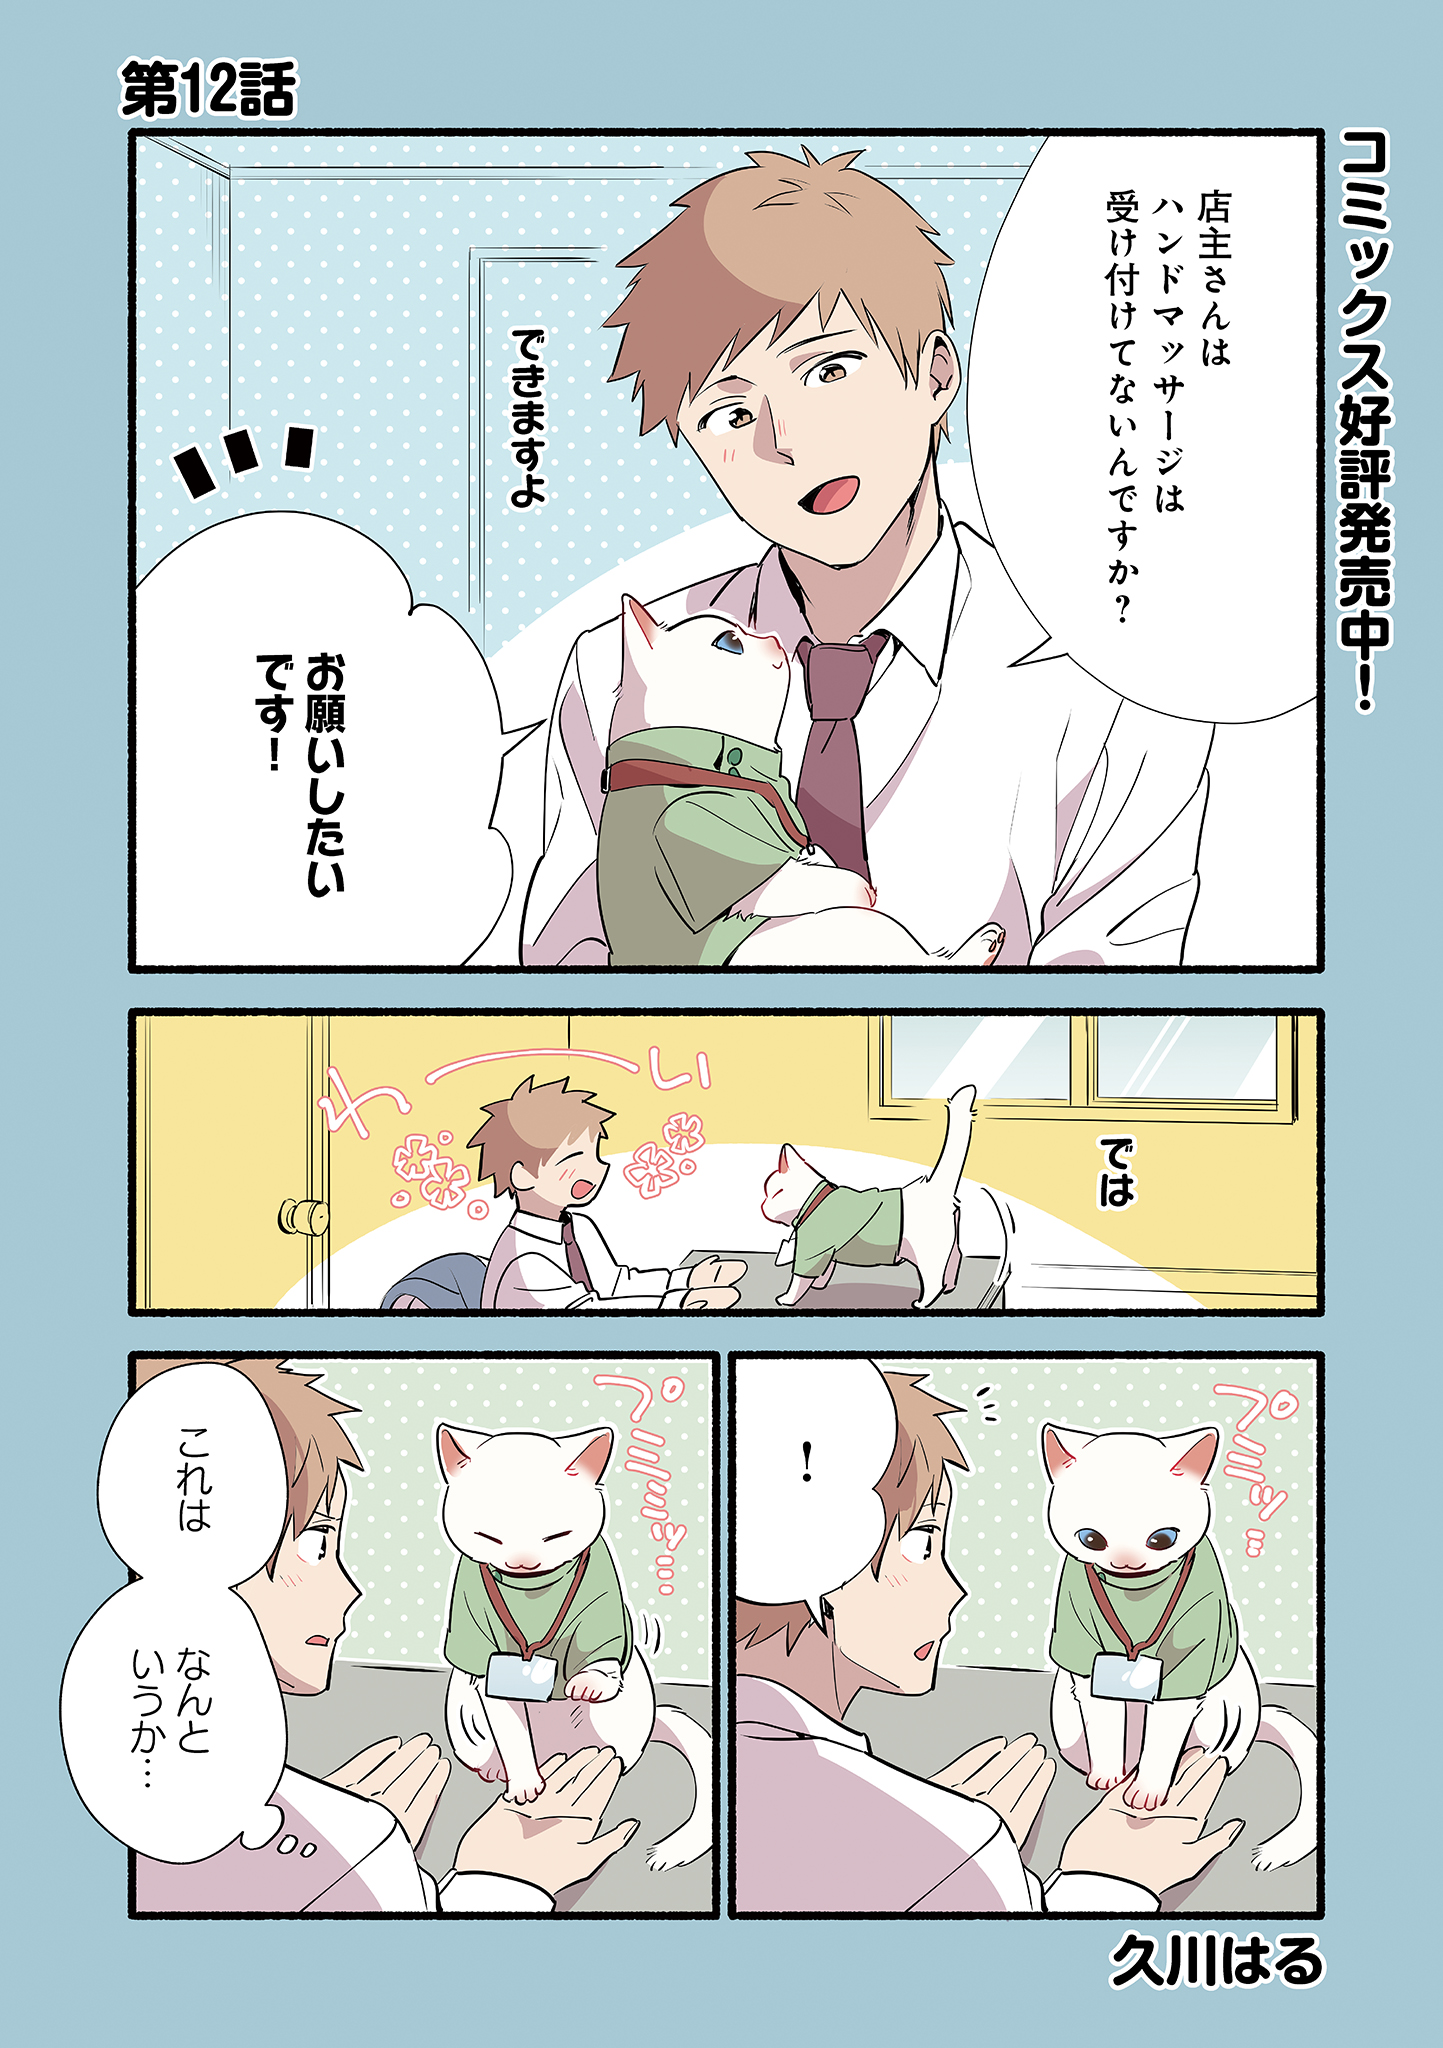 第12話
コミックス好評発売中！
店主さんは
ハンドマッサージは
受け付けてないんですか？
できますよ
お願いしたい
です！
わーい
では
！
プミッ…
プミミッ…
これは
なんと
いうか…
久川はる